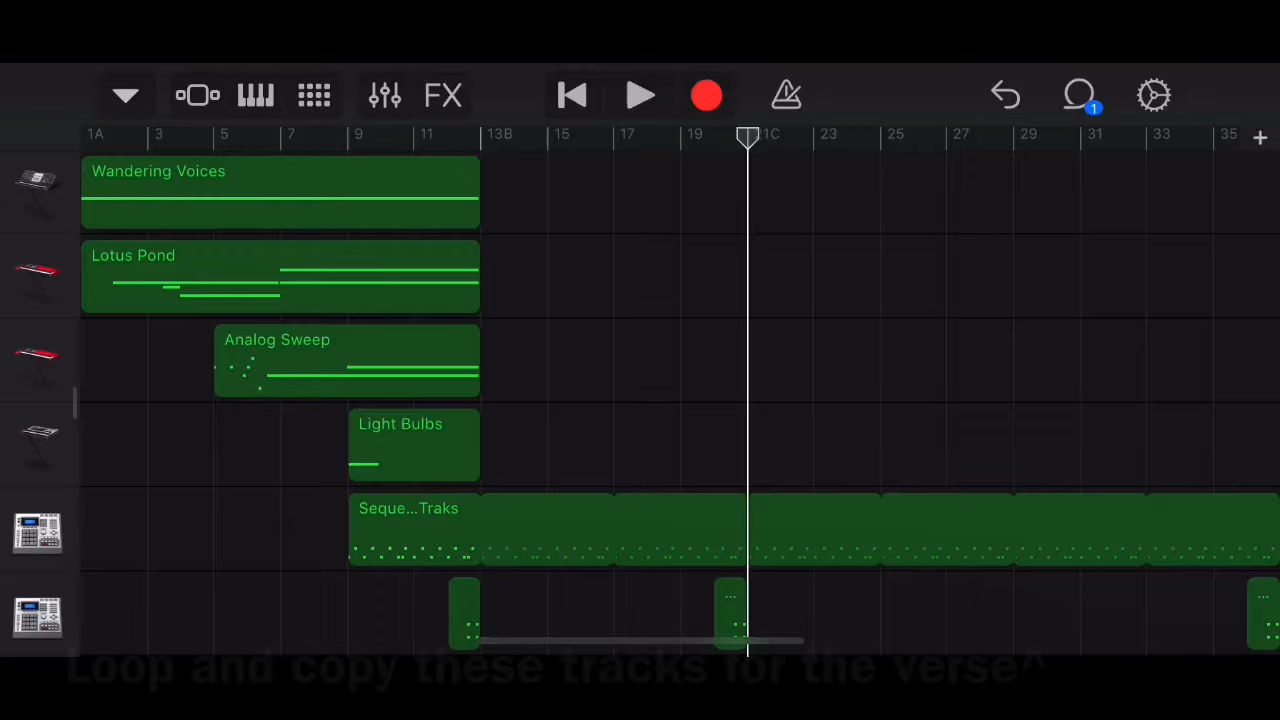 FX
1
1A 3 5 7 9 11 13B 15 17 19 21C 23 25 27 29 31 33 35 +
Wandering Voices
Lotus Pond
Analog Sweep
Light Bulbs
Seque...Traks
... ...
Loop and copy these tracks for the verse^